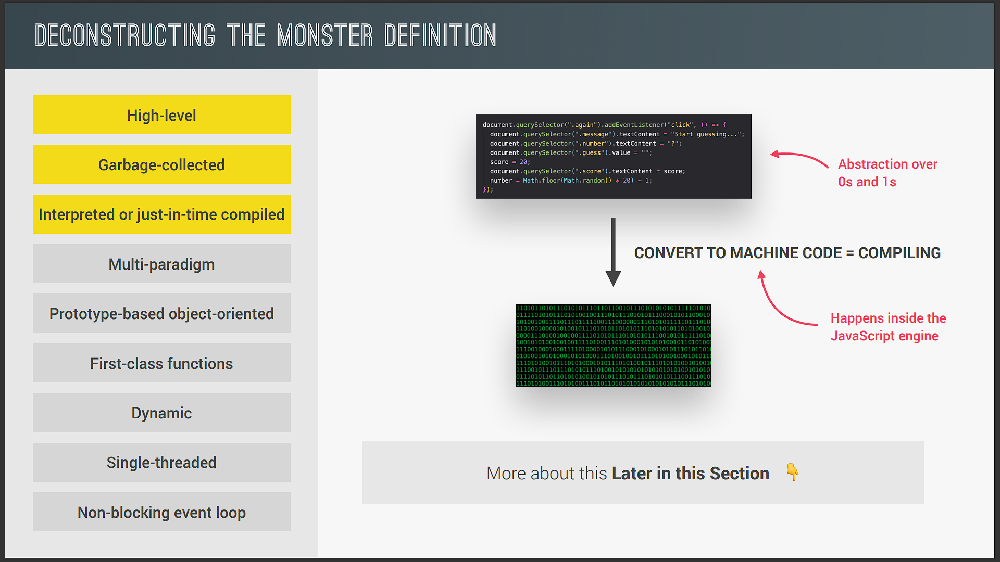 DECONSTRUCTING THE MONSTER DEFINITION
High-level
Garbage-collected
Interpreted or just-in-time compiled
Multi-paradigm
Prototype-based object-oriented
First-class functions
Dynamic
Single-threaded
Non-blocking event loop
document.querySelector(".again").addEventListener("click", () => {
document.querySelector(".message").textContent = "Start guessing...";
document.querySelector(".number").textContent = "?";
document.querySelector(".guess").value = "";
score = 20;
document.querySelector(".score").textContent = score;
number = Math.floor(Math.random() * 20) + 1;
});
Abstraction over
0s and 1s
CONVERT TO MACHINE CODE = COMPILING
Happens inside the
JavaScript engine
More about this Later in this Section 👇